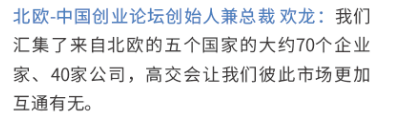 北欧-中国创业论坛创始人兼总裁 欢龙：我们
汇集了来自北欧的五个国家的大约70个企业
家、40家公司，高交会让我们彼此市场更加
互通有无。